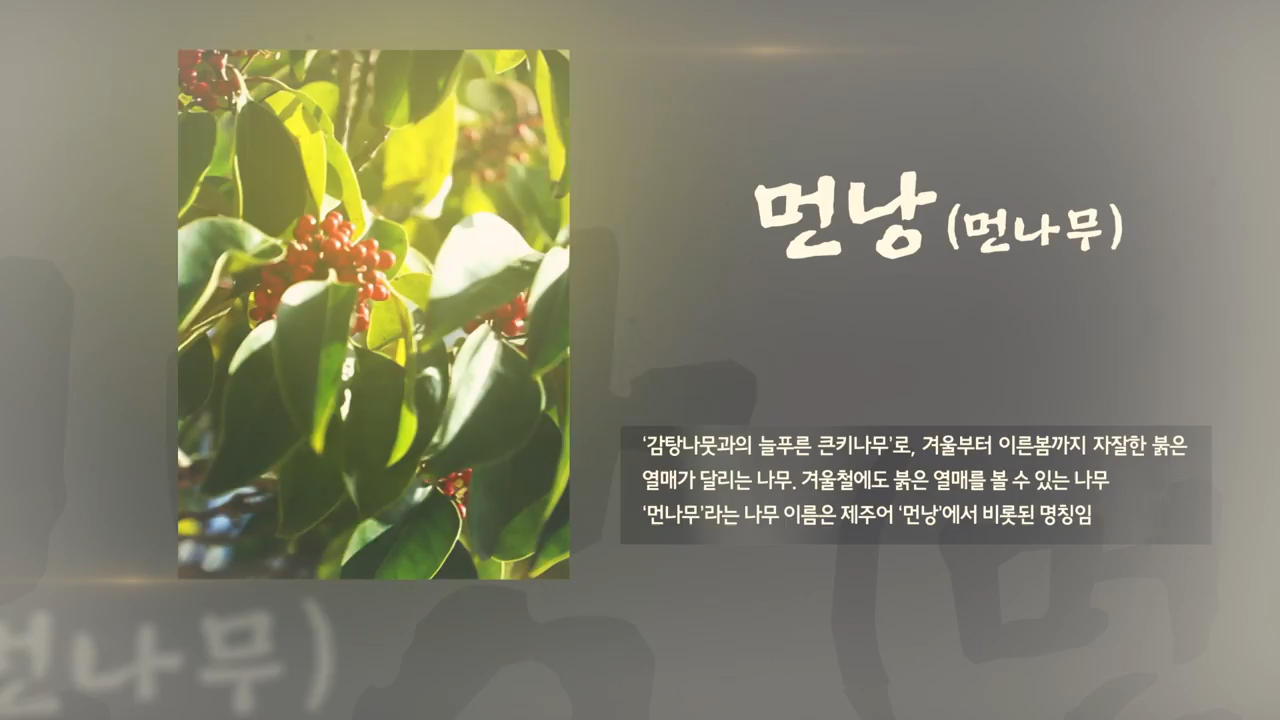 먼낭 (먼나무)
‘감탕나뭇과의 늘푸른 큰키나무’로, 겨울부터 이른봄까지 자잘한 붉은
열매가 달리는 나무. 겨울철에도 붉은 열매를 볼 수 있는 나무
‘먼나무’라는 나무 이름은 제주어 ‘먼낭’에서 비롯된 명칭임
먼나무)